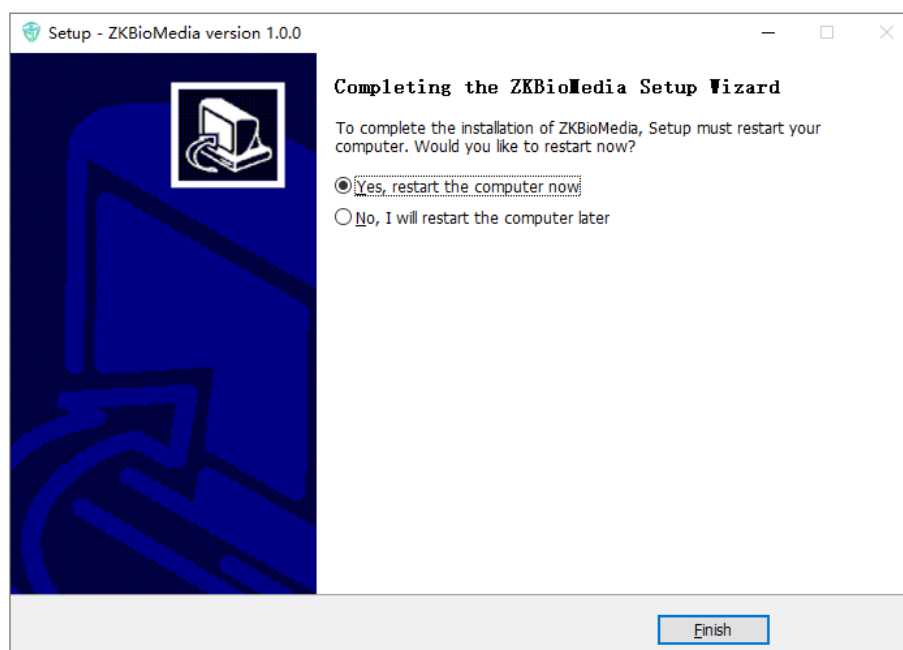 Setup - ZKBioMedia version 1.0.0
Completing the ZKBioMedia Setup Wizard
To complete the installation of ZKBioMedia, Setup must restart your
computer. Would you like to restart now?
Yes, restart the computer now
No, I will restart the computer later
Finish